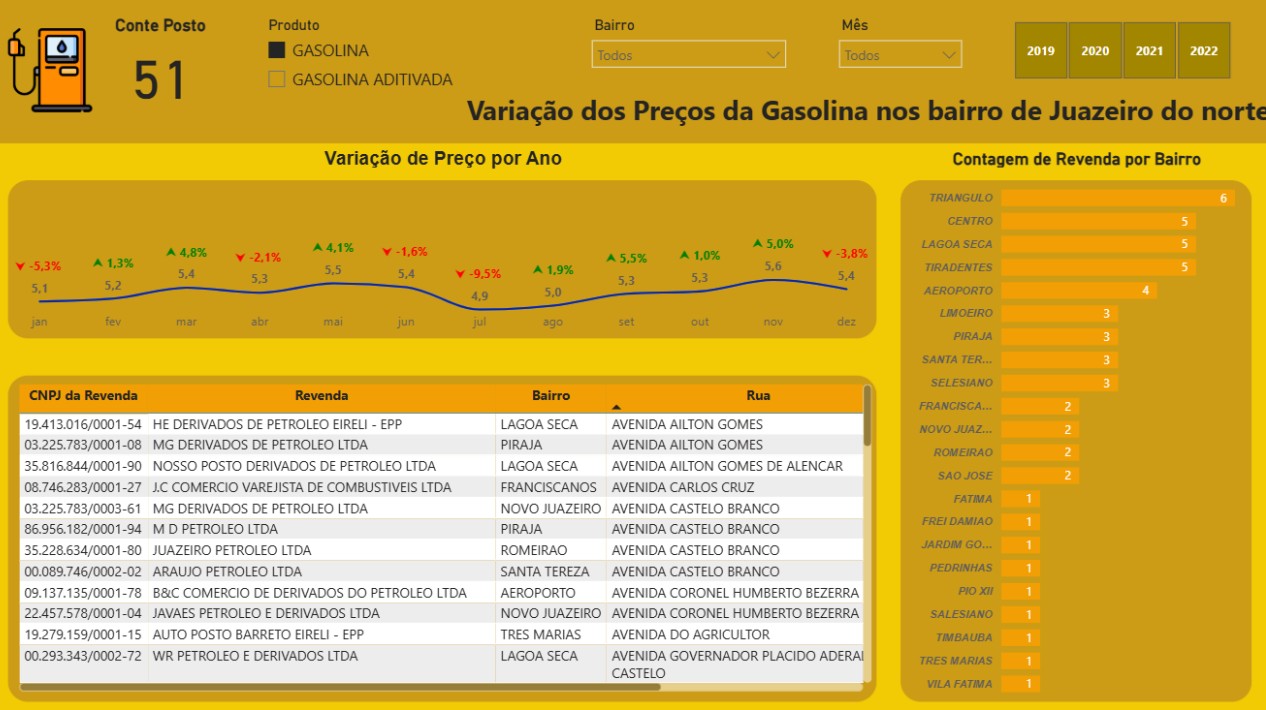 Conte Posto
51
Produto
GASOLINA
GASOLINA ADITIVADA
Bairro
Todos
Mês
Todos
2019 2020 2021 2022
Variação dos Preços da Gasolina nos bairro de Juazeiro do norte
Variação de Preço por Ano
-5,3% 1,3% 4,8% -2,1% 4,1% -1,6% -9,5% 1,9% 5,5% 1,0% 5,0% -3,8%
5,1 5,2 5,4 5,3 5,5 5,4 4,9 5,0 5,3 5,3 5,6 5,4
jan fev mar abr mai jun jul ago set out nov dez
CNPJ da Revenda Revenda Bairro Rua
19.413.016/0001-54 HE DERIVADOS DE PETROLEO EIRELI - EPP LAGOA SECA AVENIDA AILTON GOMES
03.225.783/0001-08 MG DERIVADOS DE PETROLEO LTDA PIRAJA AVENIDA AILTON GOMES
35.816.844/0001-90 NOSSO POSTO DERIVADOS DE PETROLEO LTDA LAGOA SECA AVENIDA AILTON GOMES DE ALENCAR
08.746.283/0001-27 J.C COMERCIO VAREJISTA DE COMBUSTIVEIS LTDA FRANCISCANOS AVENIDA CARLOS CRUZ
03.225.783/0003-61 MG DERIVADOS DE PETROLEO LTDA NOVO JUAZEIRO AVENIDA CASTELO BRANCO
86.956.182/0001-94 M D PETROLEO LTDA PIRAJA AVENIDA CASTELO BRANCO
35.228.634/0001-80 JUAZEIRO PETROLEO LTDA ROMEIRAO AVENIDA CASTELO BRANCO
00.089.746/0002-02 ARAUJO PETROLEO LTDA SANTA TEREZA AVENIDA CASTELO BRANCO
09.137.135/0001-78 B&C COMERCIO DE DERIVADOS DO PETROLEO LTDA AEROPORTO AVENIDA CORONEL HUMBERTO BEZERRA
22.457.578/0001-04 JAVAES PETROLEO E DERIVADOS LTDA NOVO JUAZEIRO AVENIDA CORONEL HUMBERTO BEZERRA
19.279.159/0001-15 AUTO POSTO BARRETO EIRELI - EPP TRES MARIAS AVENIDA DO AGRICULTOR
00.293.343/0002-72 WR PETROLEO E DERIVADOS LTDA LAGOA SECA AVENIDA GOVERNADOR PLACIDO ADERAL
CASTELO
Contagem de Revenda por Bairro
TRIANGULO 6
CENTRO 5
LAGOA SECA 5
TIRADENTES 5
AEROPORTO 4
LIMOEIRO 3
PIRAJA 3
SANTA TER... 3
SELESIANO 3
FRANCISCA... 2
NOVO JUAZ... 2
ROMEIRAO 2
SAO JOSE 2
FATIMA 1
FREI DAMIAO 1
JARDIM GO... 1
PEDRINHAS 1
PIO XII 1
SALESIANO 1
TIMBAUBA 1
TRES MARIAS 1
VILA FATIMA 1